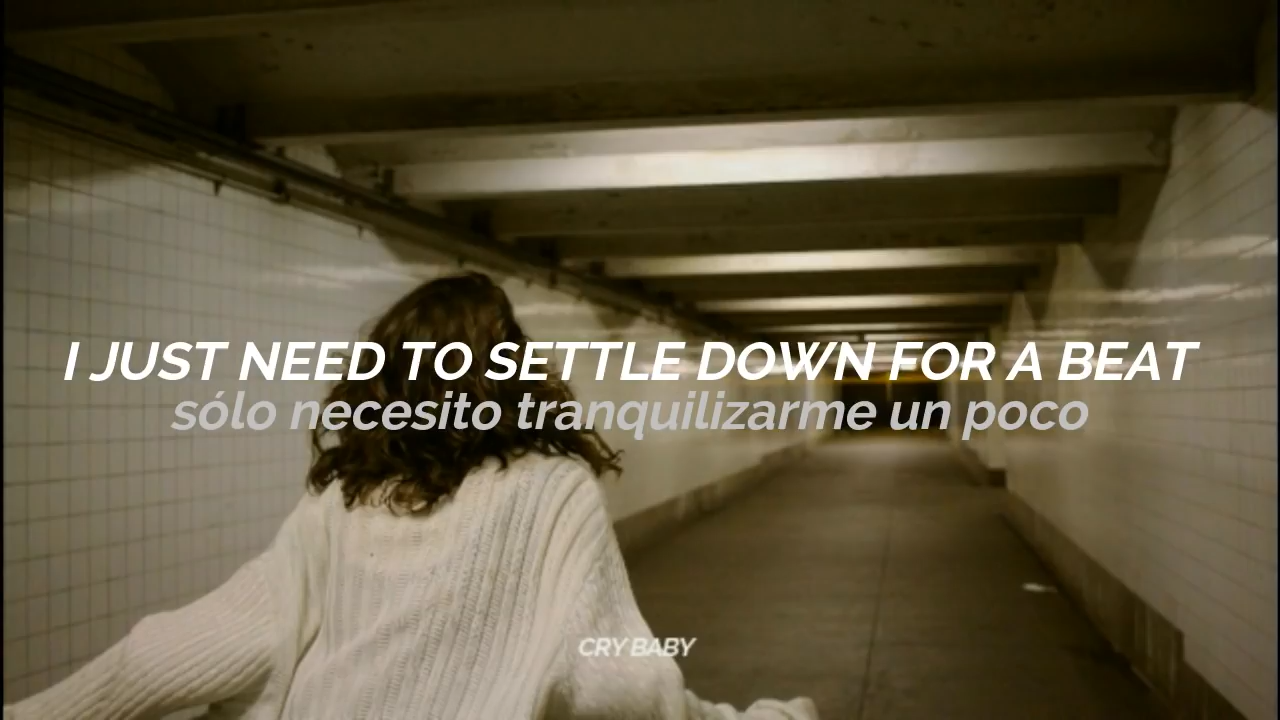 I JUST NEED TO SETTLE DOWN FOR A BEAT
sólo necesito tranquilizarme un poco
CRY BABY